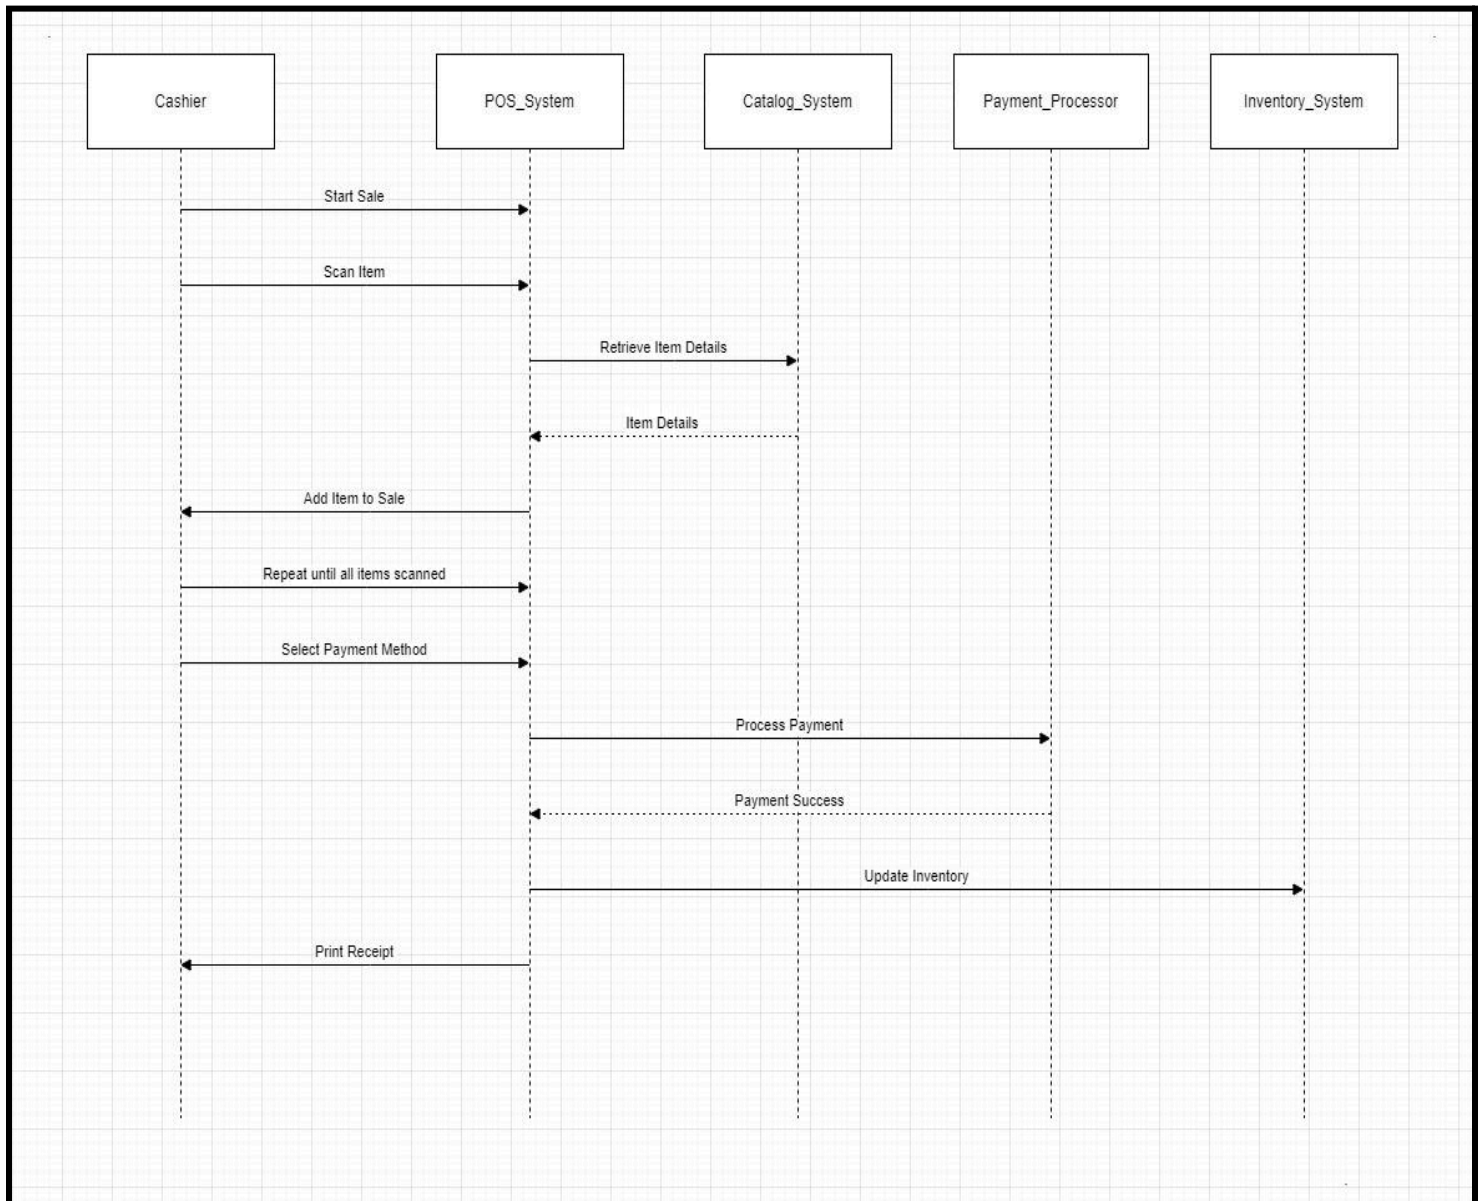 Cashier
POS_System
Catalog_System
Payment_Processor
Inventory_System
Start Sale
Scan Item
Retrieve Item Details
Item Details
Add Item to Sale
Repeat until all items scanned
Select Payment Method
Process Payment
Payment Success
Update Inventory
Print Receipt